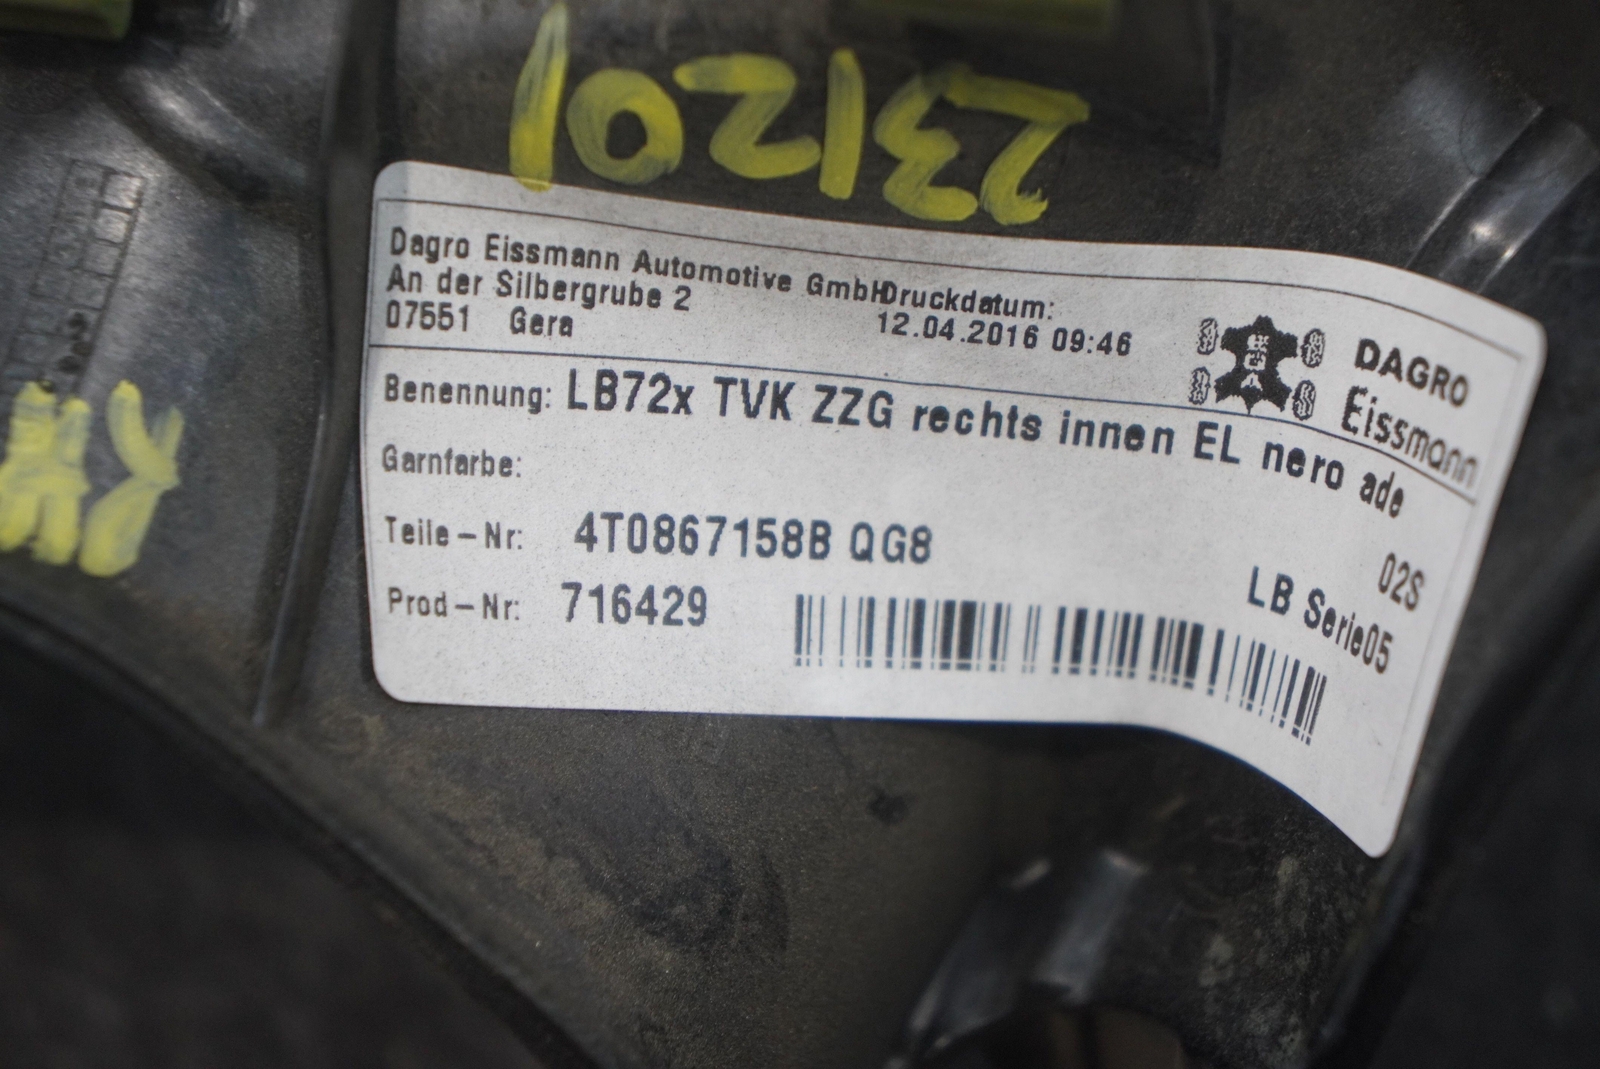 231201
Dagro Eissmann Automotive GmbH
An der Silbergrube 2
07551 Gera
Druckdatum:
12.04.2016 09:46
DAGRO
Eissmann
Benennung: LB72x TVK ZZG rechts innen EL nero ade
Garnfarbe:
Teile-Nr: 4T0867158B QG8
02S
Prod-Nr: 716429
LB Serie05